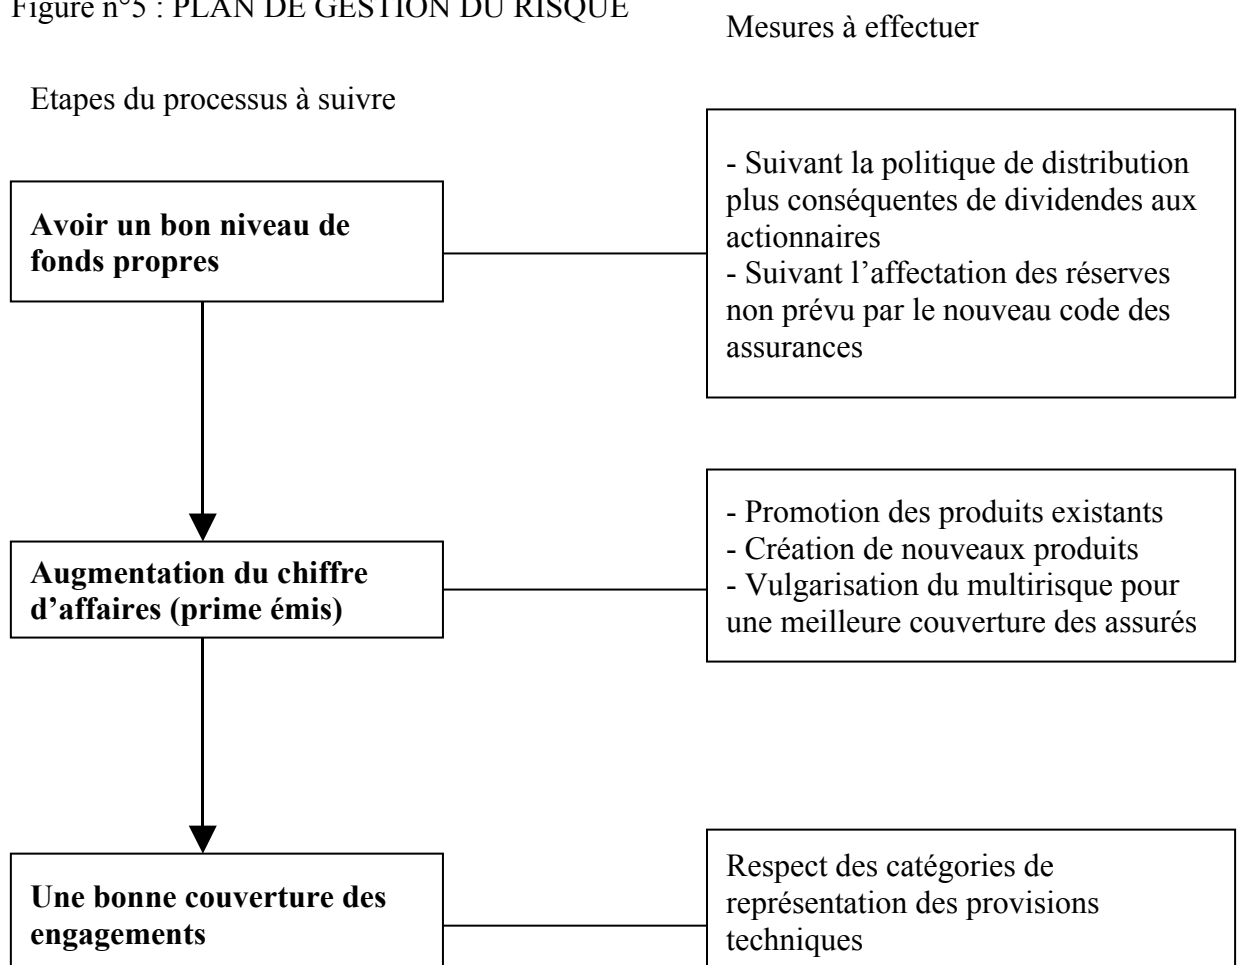 Figure n°5 : PLAN DE GESTION DU RISQUE
Mesures à effectuer
Etapes du processus à suivre
- Suivant la politique de distribution
plus conséquentes de dividendes aux
actionnaires
- Suivant l’affectation des réserves
non prévu par le nouveau code des
assurances
Avoir un bon niveau de
fonds propres
- Promotion des produits existants
- Création de nouveaux produits
- Vulgarisation du multirisque pour
une meilleure couverture des assurés
Augmentation du chiffre
d’affaires (prime émis)
Respect des catégories de
représentation des provisions
techniques
Une bonne couverture des
engagements